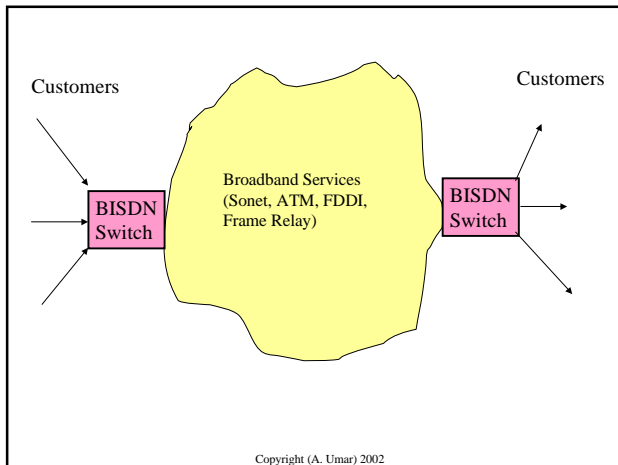 Customers
Customers
Broadband Services
(Sonet, ATM, FDDI,
Frame Relay)
BISDN
Switch
BISDN
Switch
Copyright (A. Umar) 2002